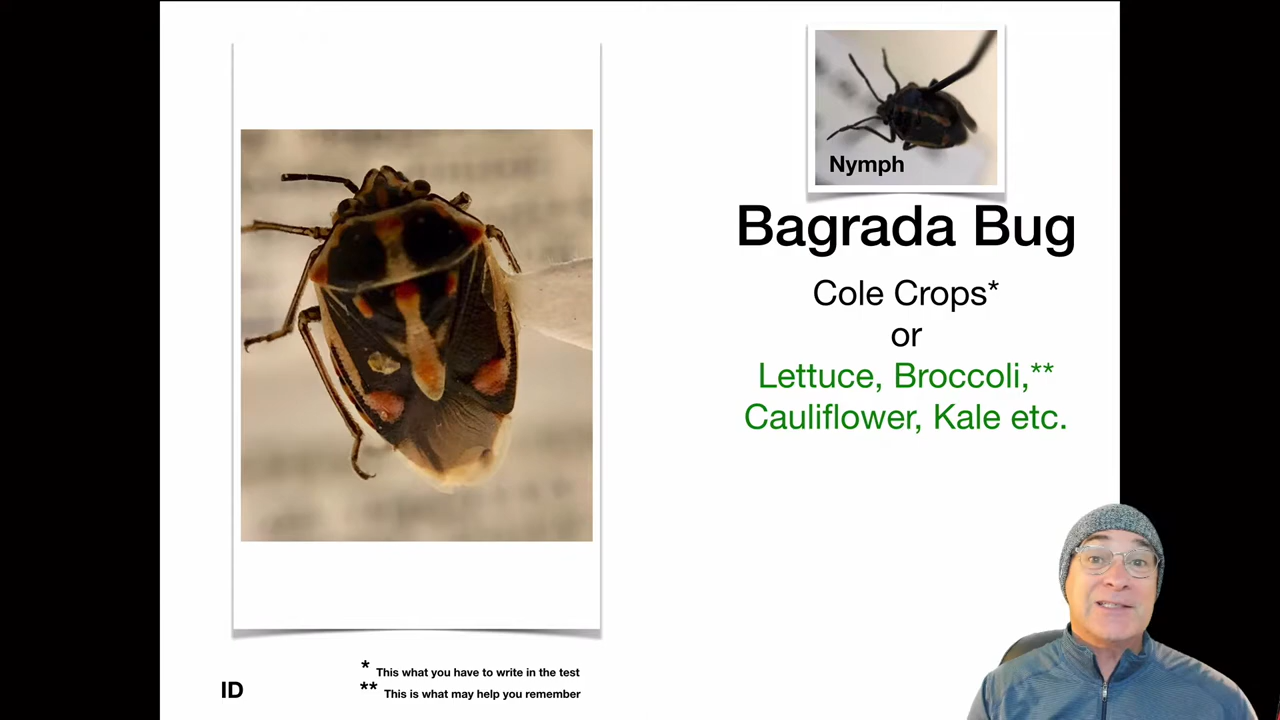 Nymph
Bagrada Bug
Cole Crops*
or
Lettuce, Broccoli,**
Cauliflower, Kale etc.
* This what you have to write in the test
** This is what may help you remember
ID